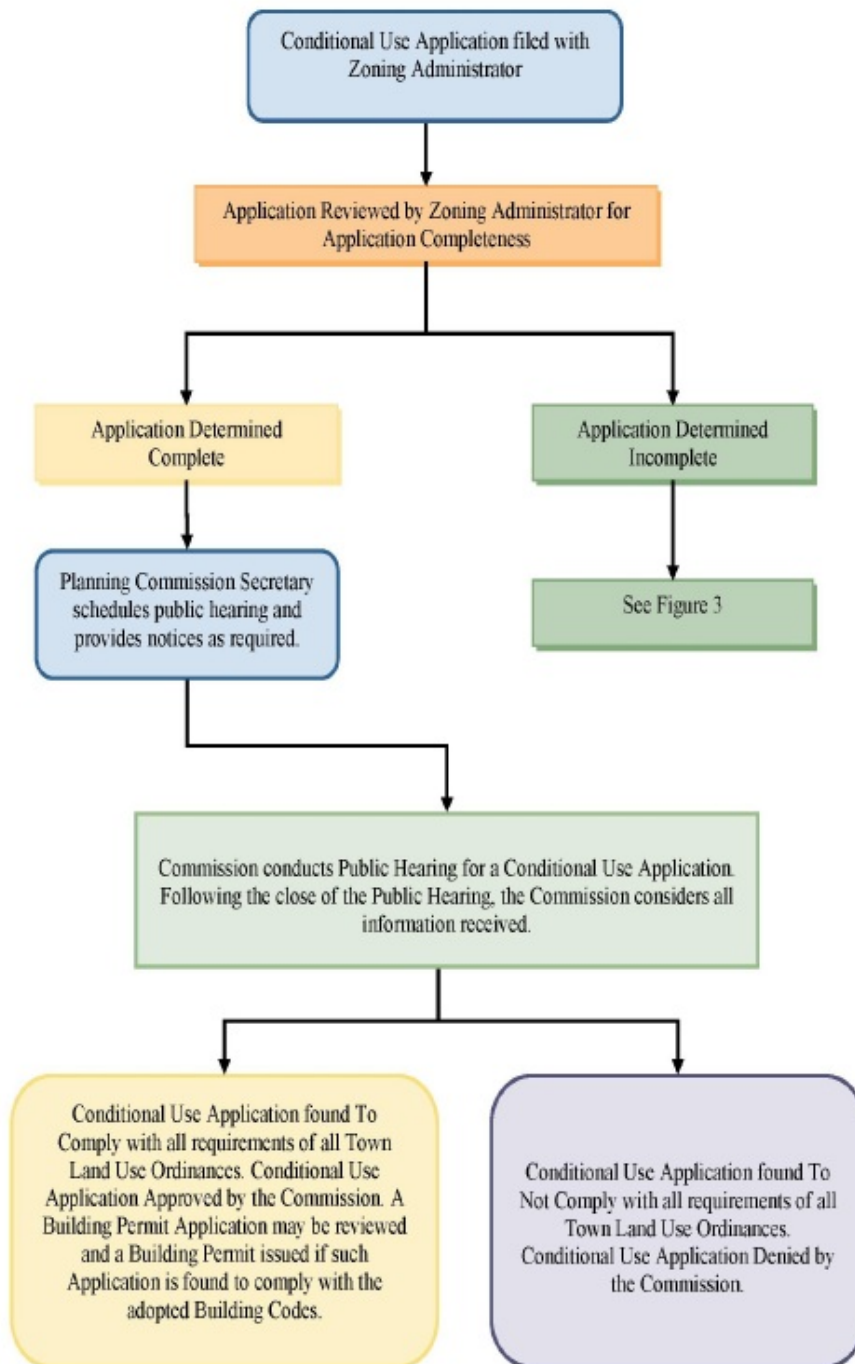 Conditional Use Application filed with
Zoning Administrator
Application Reviewed by Zoning Administrator for
Application Completeness
Application Determined
Complete
Application Determined
Incomplete
Planning Commission Secretary
schedules public hearing and
provides notices as required.
See Figure 3
Commission conducts Public Hearing for a Conditional Use Application.
Following the close of the Public Hearing, the Commission considers all
information received.
Conditional Use Application found To
Comply with all requirements of all Town
Land Use Ordinances. Conditional Use
Application Approved by the Commission. A
Building Permit Application may be reviewed
and a Building Permit issued if such
Application is found to comply with the
adopted Building Codes.
Conditional Use Application found To
Not Comply with all requirements of all
Town Land Use Ordinances.
Conditional Use Application Denied by
the Commission.